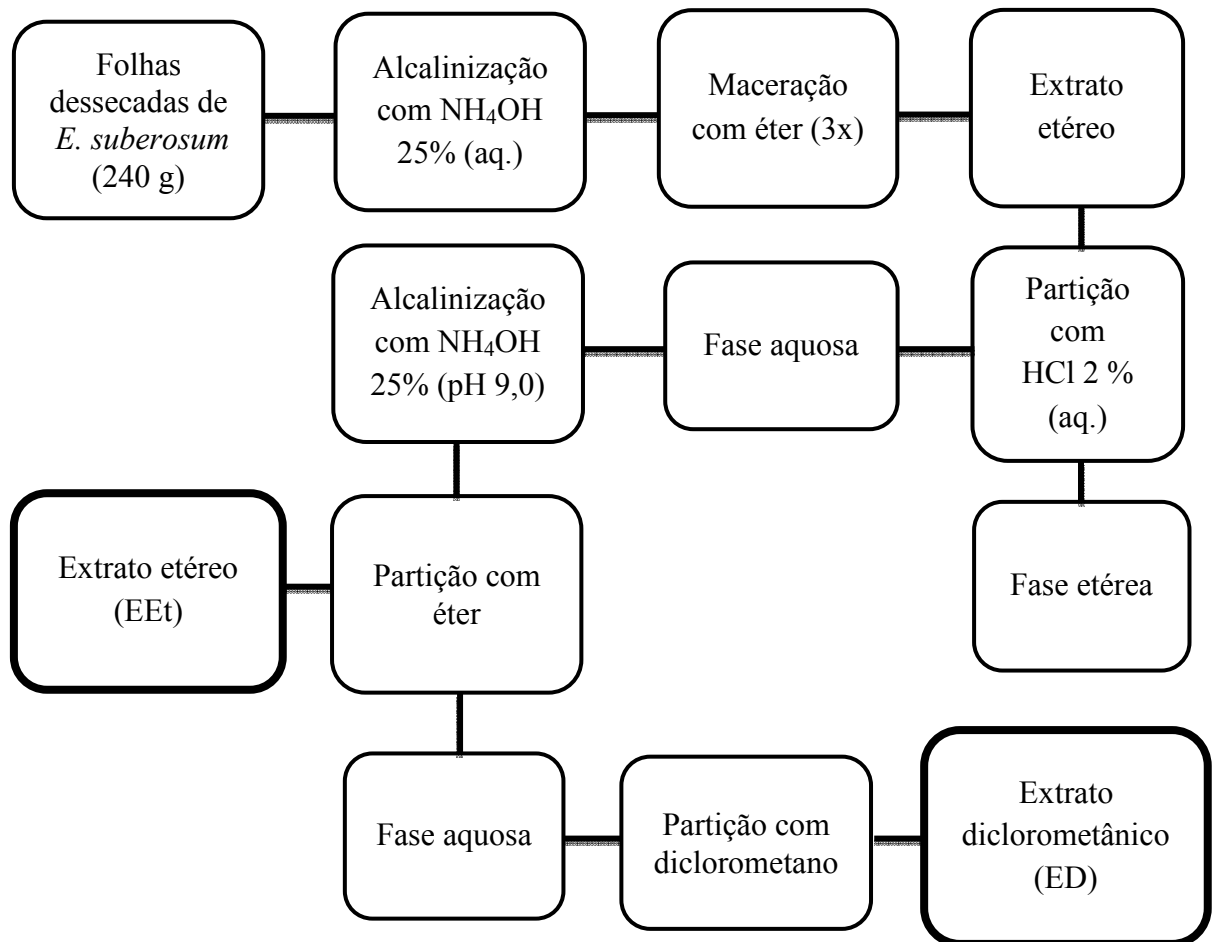 Folhas
dessecadas de
E. suberosum
(240 g)
Alcalinização
com NH₄OH
25% (aq.)
Maceração
com éter (3x)
Extrato
etéreo
Partição
com
HCl 2 %
(aq.)
Fase aquosa
Alcalinização
com NH₄OH
25% (pH 9,0)
Fase etérea
Partição com
éter
Extrato etéreo
(EEt)
Fase aquosa
Partição com
diclorometano
Extrato
diclorometânico
(ED)